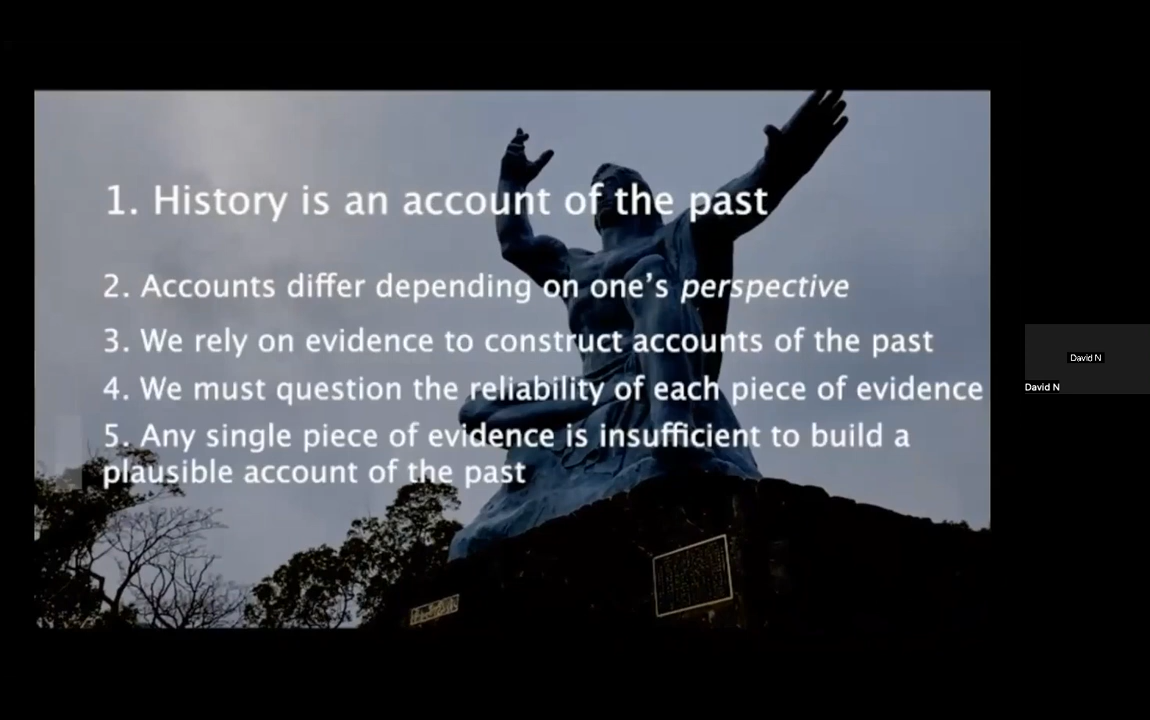 1. History is an account of the past
2. Accounts differ depending on one’s perspective
3. We rely on evidence to construct accounts of the past
4. We must question the reliability of each piece of evidence
5. Any single piece of evidence is insufficient to build a
plausible account of the past
David N
David N